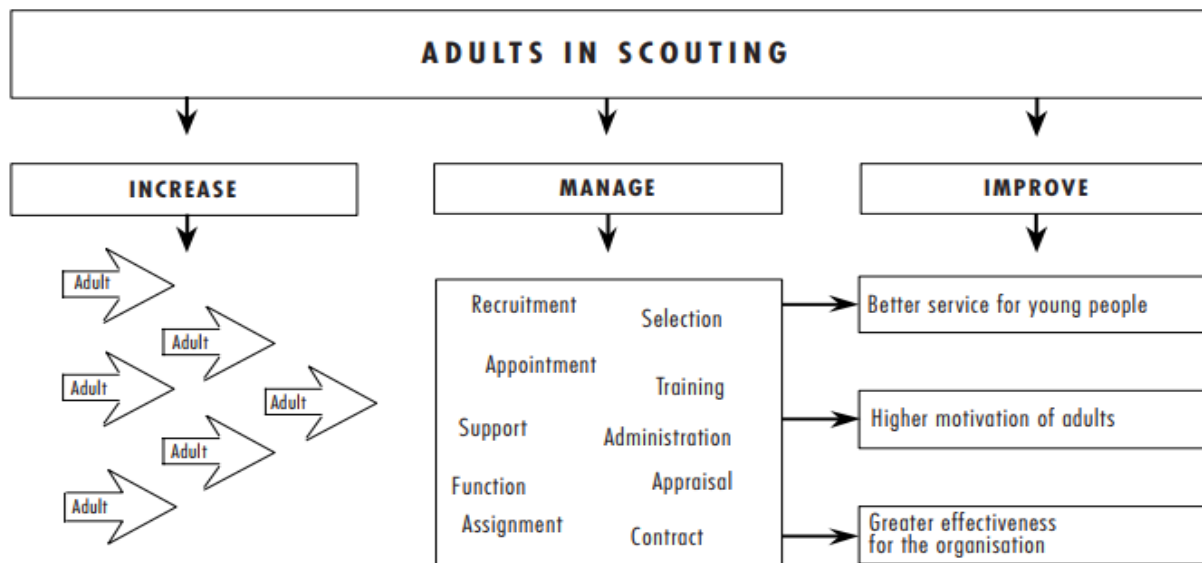 ADULTS IN SCOUTING
INCREASE
MANAGE
IMPROVE
Adult
Adult
Adult
Adult
Adult
Adult
Recruitment
Selection
Appointment
Training
Support
Administration
Function
Appraisal
Assignment
Contract
Better service for young people
Higher motivation of adults
Greater effectiveness
for the organisation